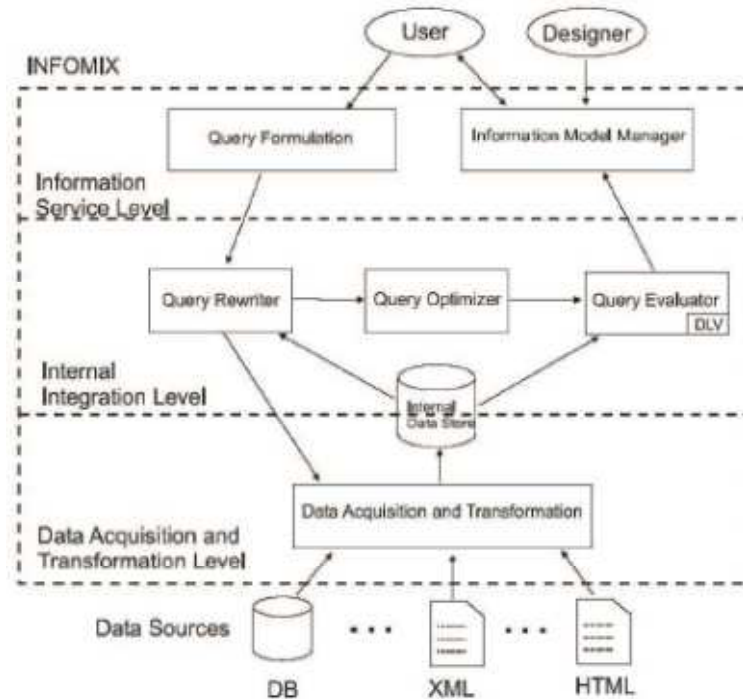 User
Designer
INFOMIX
Query Formulation
Information Model Manager
Information
Service Level
Query Rewriter
Query Optimizer
Query Evaluator
DLV
Internal
Integration Level
Internal
Data Store
Data Acquisition and Transformation
Data Acquisition and
Transformation Level
Data Sources
DB
XML
HTML